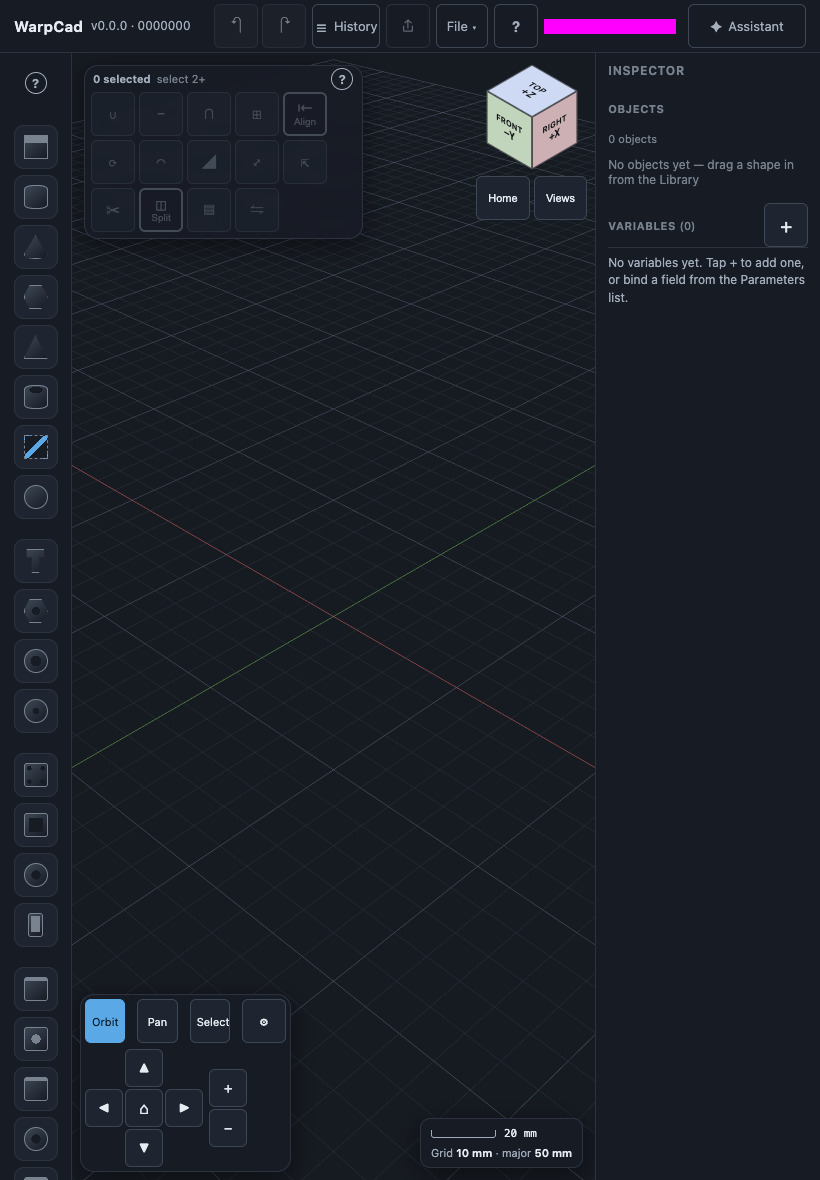 WarpCad v0.0.0 · 0000000
History
File ▾
?
Assistant
?
0 selected select 2+
?
Align
Split
TOP
+Z
FRONT
−Y
RIGHT
+X
Home
Views
INSPECTOR
OBJECTS
0 objects
No objects yet — drag a shape in
from the Library
VARIABLES (0)
+
No variables yet. Tap + to add one,
or bind a field from the Parameters
list.
Orbit
Pan
Select
+
−
20 mm
Grid 10 mm · major 50 mm